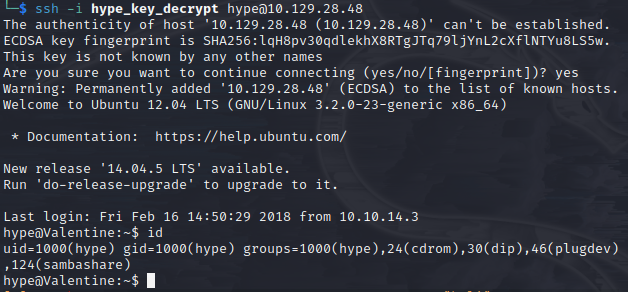 └─$ ssh -i hype_key_decrypt hype@10.129.28.48
The authenticity of host '10.129.28.48 (10.129.28.48)' can't be established.
ECDSA key fingerprint is SHA256:lqH8pv30qdlekhX8RTgJTq79ljYnL2cXflNTYu8LS5w.
This key is not known by any other names
Are you sure you want to continue connecting (yes/no/[fingerprint])? yes
Warning: Permanently added '10.129.28.48' (ECDSA) to the list of known hosts.
Welcome to Ubuntu 12.04 LTS (GNU/Linux 3.2.0-23-generic x86_64)
* Documentation:  https://help.ubuntu.com/
New release '14.04.5 LTS' available.
Run 'do-release-upgrade' to upgrade to it.
Last login: Fri Feb 16 14:50:29 2018 from 10.10.14.3
hype@Valentine:~$ id
uid=1000(hype) gid=1000(hype) groups=1000(hype),24(cdrom),30(dip),46(plugdev)
,124(sambashare)
hype@Valentine:~$